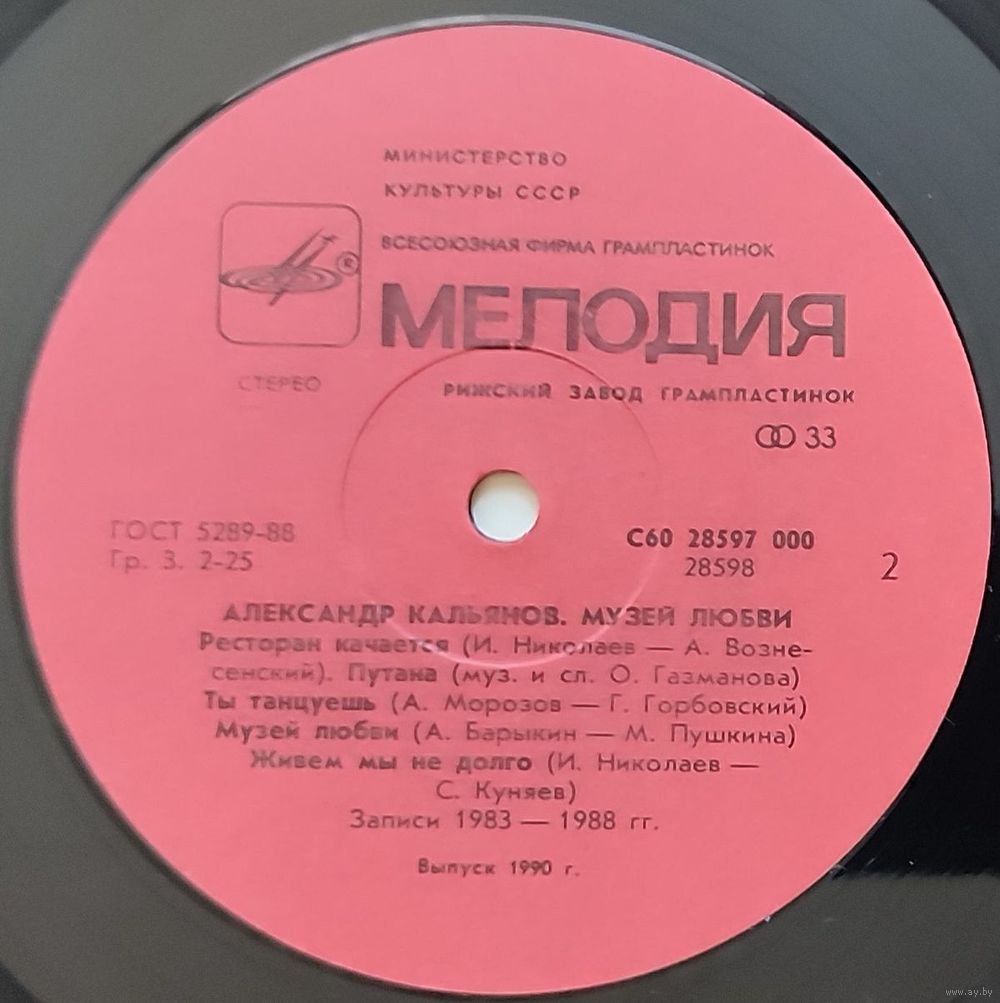 МИНИСТЕРСТВО
КУЛЬТУРЫ СССР
ВСЕСОЮЗНАЯ ФИРМА ГРАМПЛАСТИНОК
®
МЕЛОДИЯ
СТЕРЕО
РИЖСКИЙ ЗАВОД ГРАМПЛАСТИНОК
33
ГОСТ 5289-88
Гр. 3. 2-25
С60 28597 000
28598
2
АЛЕКСАНДР КАЛЬЯНОВ. МУЗЕЙ ЛЮБВИ
Ресторан качается (И. Николаев — А. Возне-
сенский). Путана (муз. и сл. О. Газманова)
Ты танцуешь (А. Морозов — Г. Горбовский)
Музей любви (А. Барыкин — М. Пушкина)
Живем мы не долго (И. Николаев —
С. Куняев)
Записи 1983 — 1988 гг.
Выпуск 1990 г.
www.ay.by